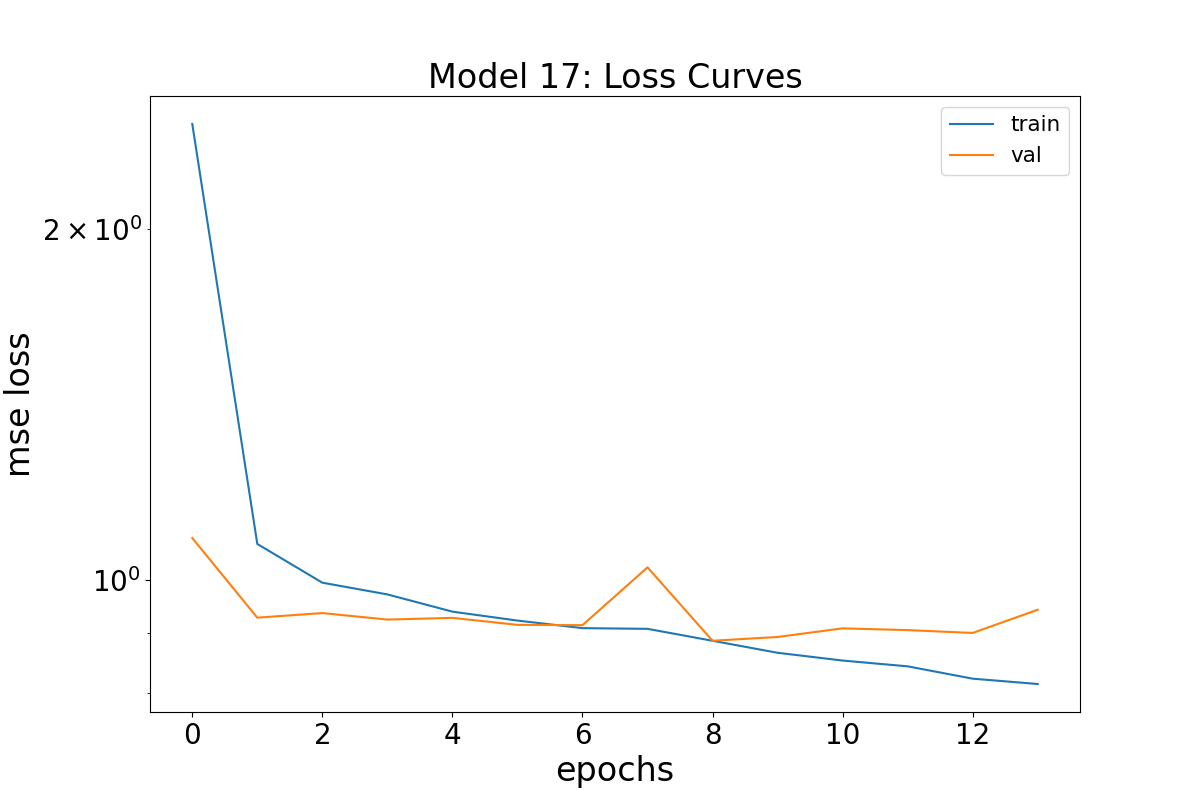 Model 17: Loss Curves
train
val
2 × 10⁰
10⁰
mse loss
0 2 4 6 8 10 12
epochs